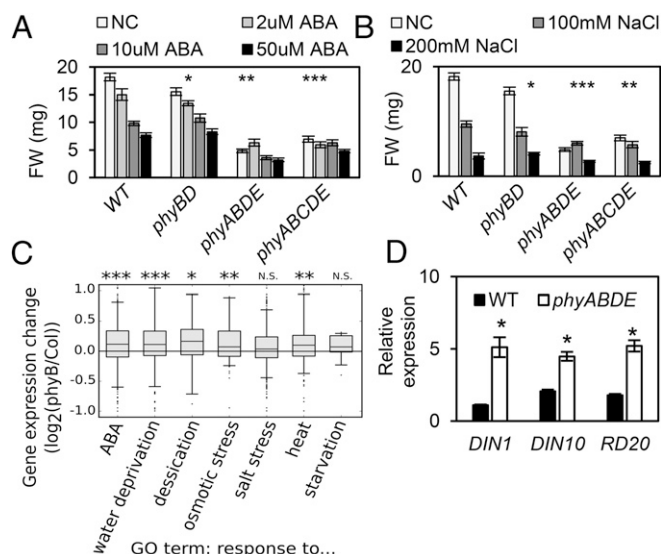 A
NC 2uM ABA
10uM ABA 50uM ABA
20
15
10
5
0
FW (mg)
* ** ***
WT phyBD phyABDE phyABCDE
B
NC 100mM NaCl
200mM NaCl
20
15
10
5
0
FW (mg)
* *** **
WT phyBD phyABDE phyABCDE
C
*** *** * ** N.S. ** N.S.
1.0
0.5
0.0
-0.5
-1.0
Gene expression change
(log2(phyB/Col))
ABA
water deprivation
dessication
osmotic stress
salt stress
heat
starvation
GO term: response to...
D
10
5
0
Relative
expression
WT phyABDE
* * *
DIN1 DIN10 RD20